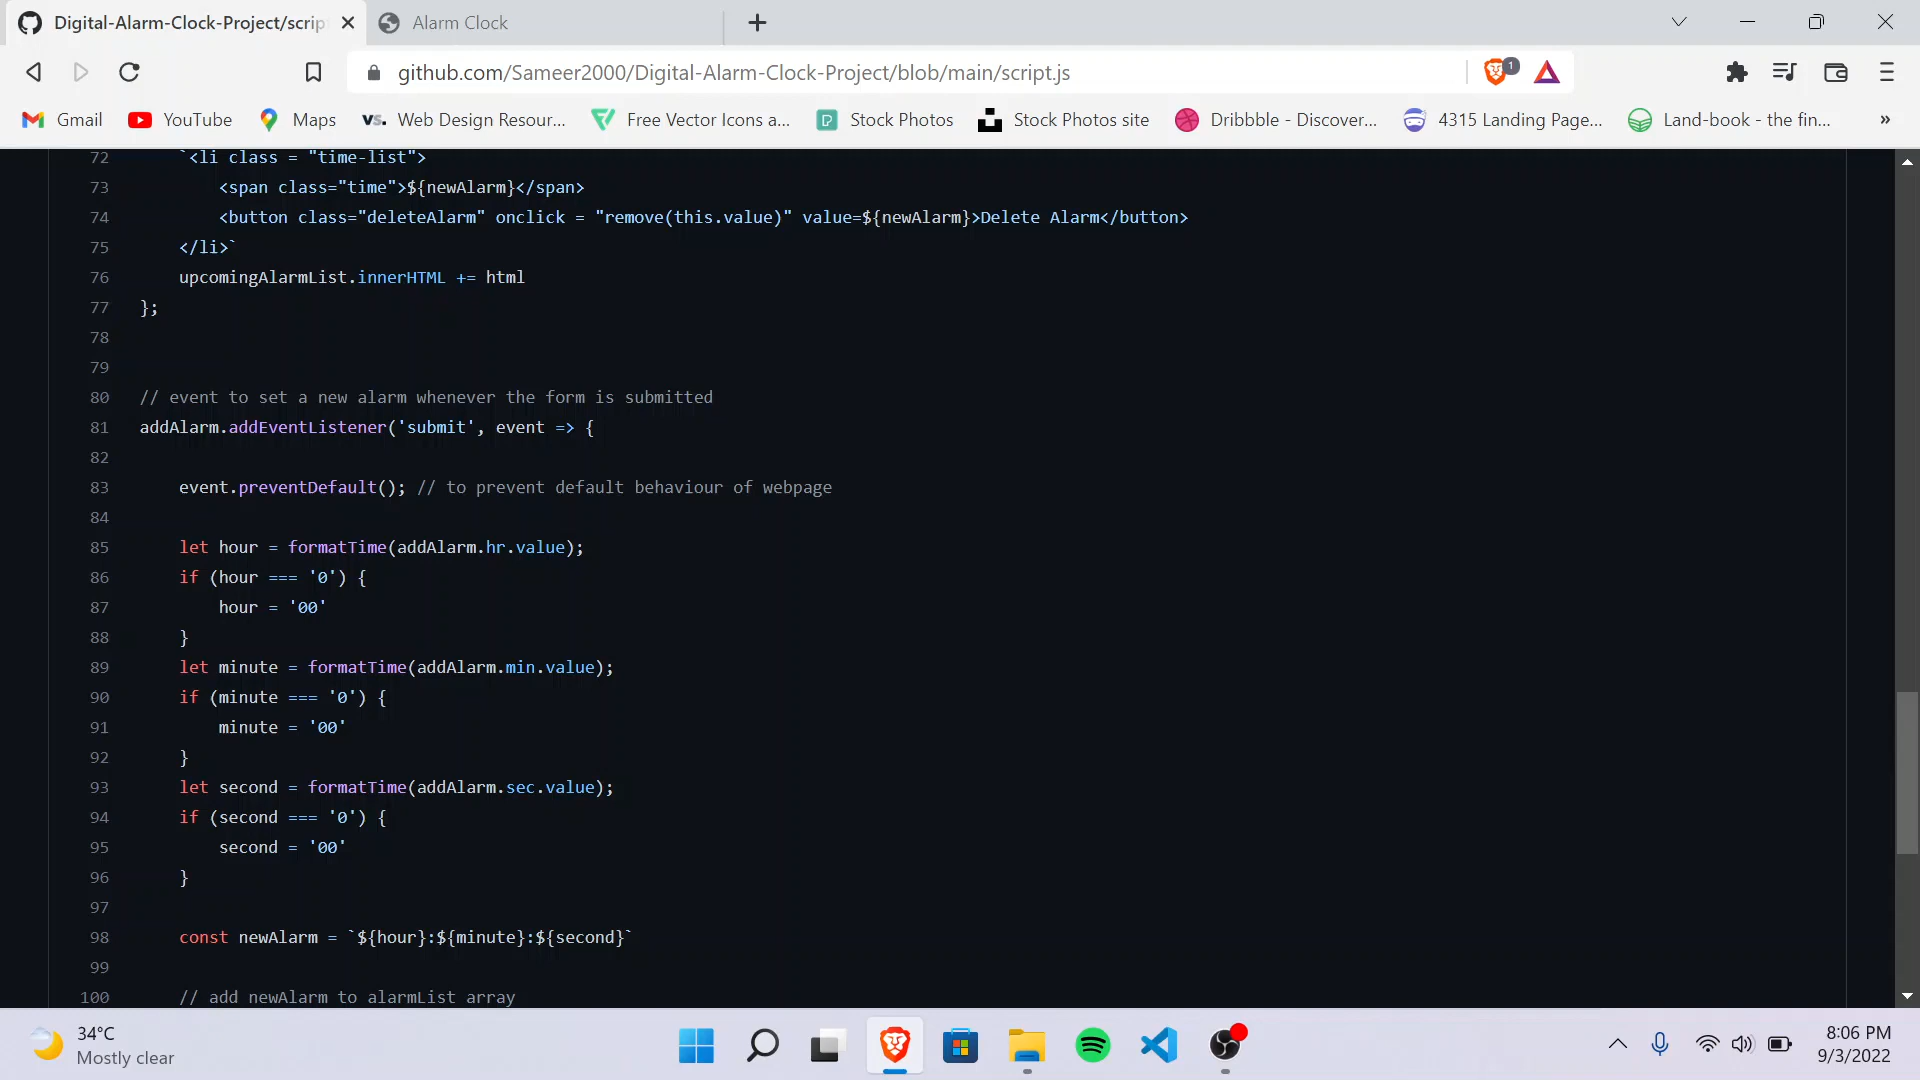 Digital-Alarm-Clock-Project/scrip
Alarm Clock
github.com/Sameer2000/Digital-Alarm-Clock-Project/blob/main/script.js
1
Gmail YouTube Maps vs. Web Design Resour... Free Vector Icons a... Stock Photos Stock Photos site Dribbble - Discover... 4315 Landing Page... Land-book - the fin... »
72 `<li class = "time-list">
73 <span class="time">${newAlarm}</span>
74 <button class="deleteAlarm" onclick = "remove(this.value)" value=${newAlarm}>Delete Alarm</button>
75 </li>`
76 upcomingAlarmList.innerHTML += html
77 };
78
79
80 // event to set a new alarm whenever the form is submitted
81 addAlarm.addEventListener('submit', event => {
82
83 event.preventDefault(); // to prevent default behaviour of webpage
84
85 let hour = formatTime(addAlarm.hr.value);
86 if (hour === '0') {
87 hour = '00'
88 }
89 let minute = formatTime(addAlarm.min.value);
90 if (minute === '0') {
91 minute = '00'
92 }
93 let second = formatTime(addAlarm.sec.value);
94 if (second === '0') {
95 second = '00'
96 }
97
98 const newAlarm = `${hour}:${minute}:${second}`
99
100 // add newAlarm to alarmList array
34°C
Mostly clear
8:06 PM
9/3/2022